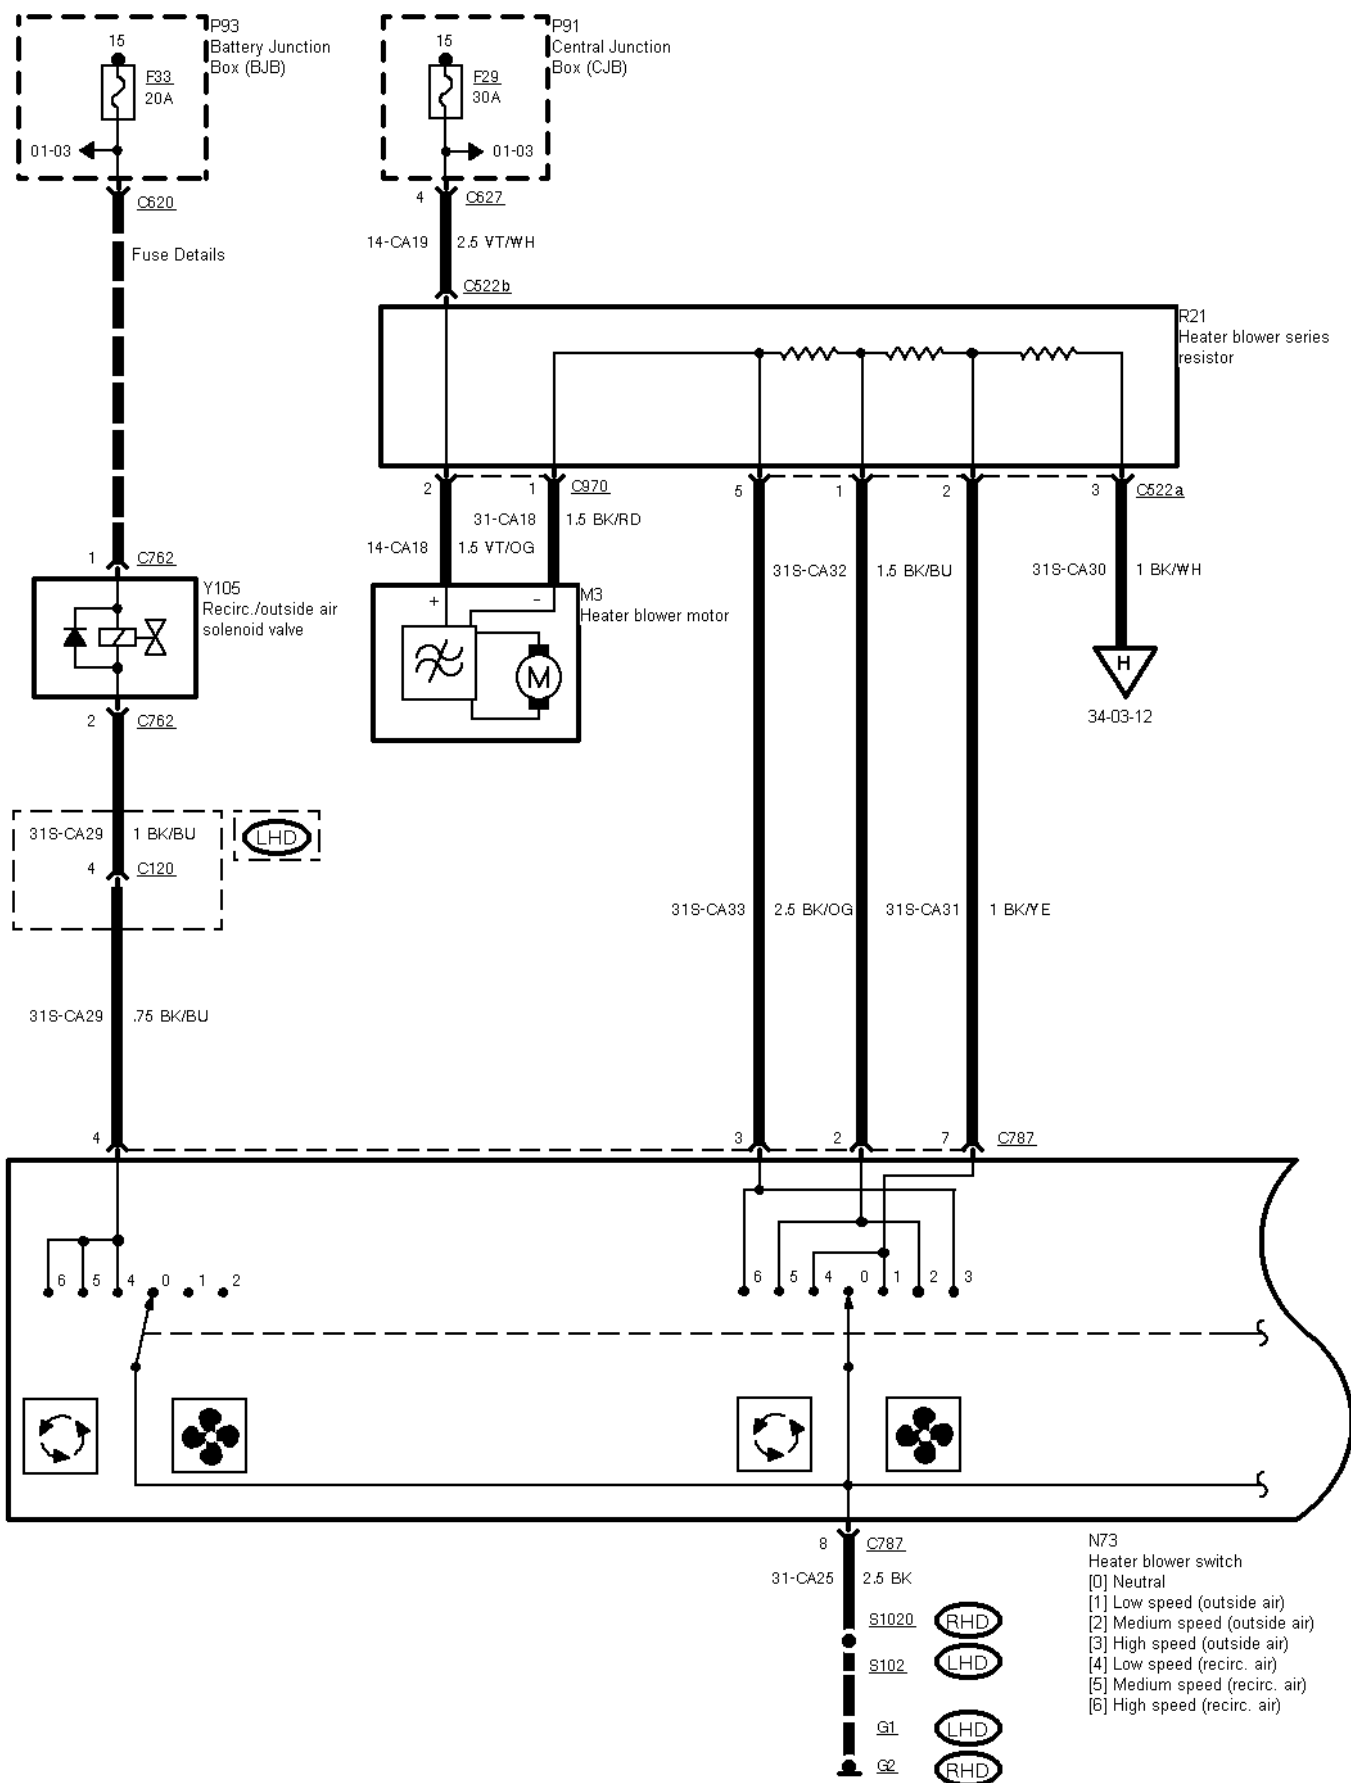 P93
Battery Junction
Box (BJB)
15
F33
20A
01-03
C620
Fuse Details
P91
Central Junction
Box (CJB)
15
F29
30A
01-03
4 C627
14-CA19 2.5 VT/WH
C522b
R21
Heater blower series
resistor
2 1 C970
5 1 2 3 C522a
31-CA18 1.5 BK/RD
14-CA18 1.5 VT/OG
1 C762
31S-CA32 1.5 BK/BU
31S-CA30 1 BK/WH
Y105
Recirc./outside air
solenoid valve
+ -
M3
Heater blower motor
M
H
34-03-12
2 C762
31S-CA29 1 BK/BU
LHD
4 C120
31S-CA33 2.5 BK/OG
31S-CA31 1 BK/YE
31S-CA29 .75 BK/BU
4 3 2 7 C787
6 5 4 0 1 2
6 5 4 0 1 2 3
8 C787
31-CA25 2.5 BK
S1020 RHD
S102 LHD
G1 LHD
G2 RHD
N73
Heater blower switch
[0] Neutral
[1] Low speed (outside air)
[2] Medium speed (outside air)
[3] High speed (outside air)
[4] Low speed (recirc. air)
[5] Medium speed (recirc. air)
[6] High speed (recirc. air)